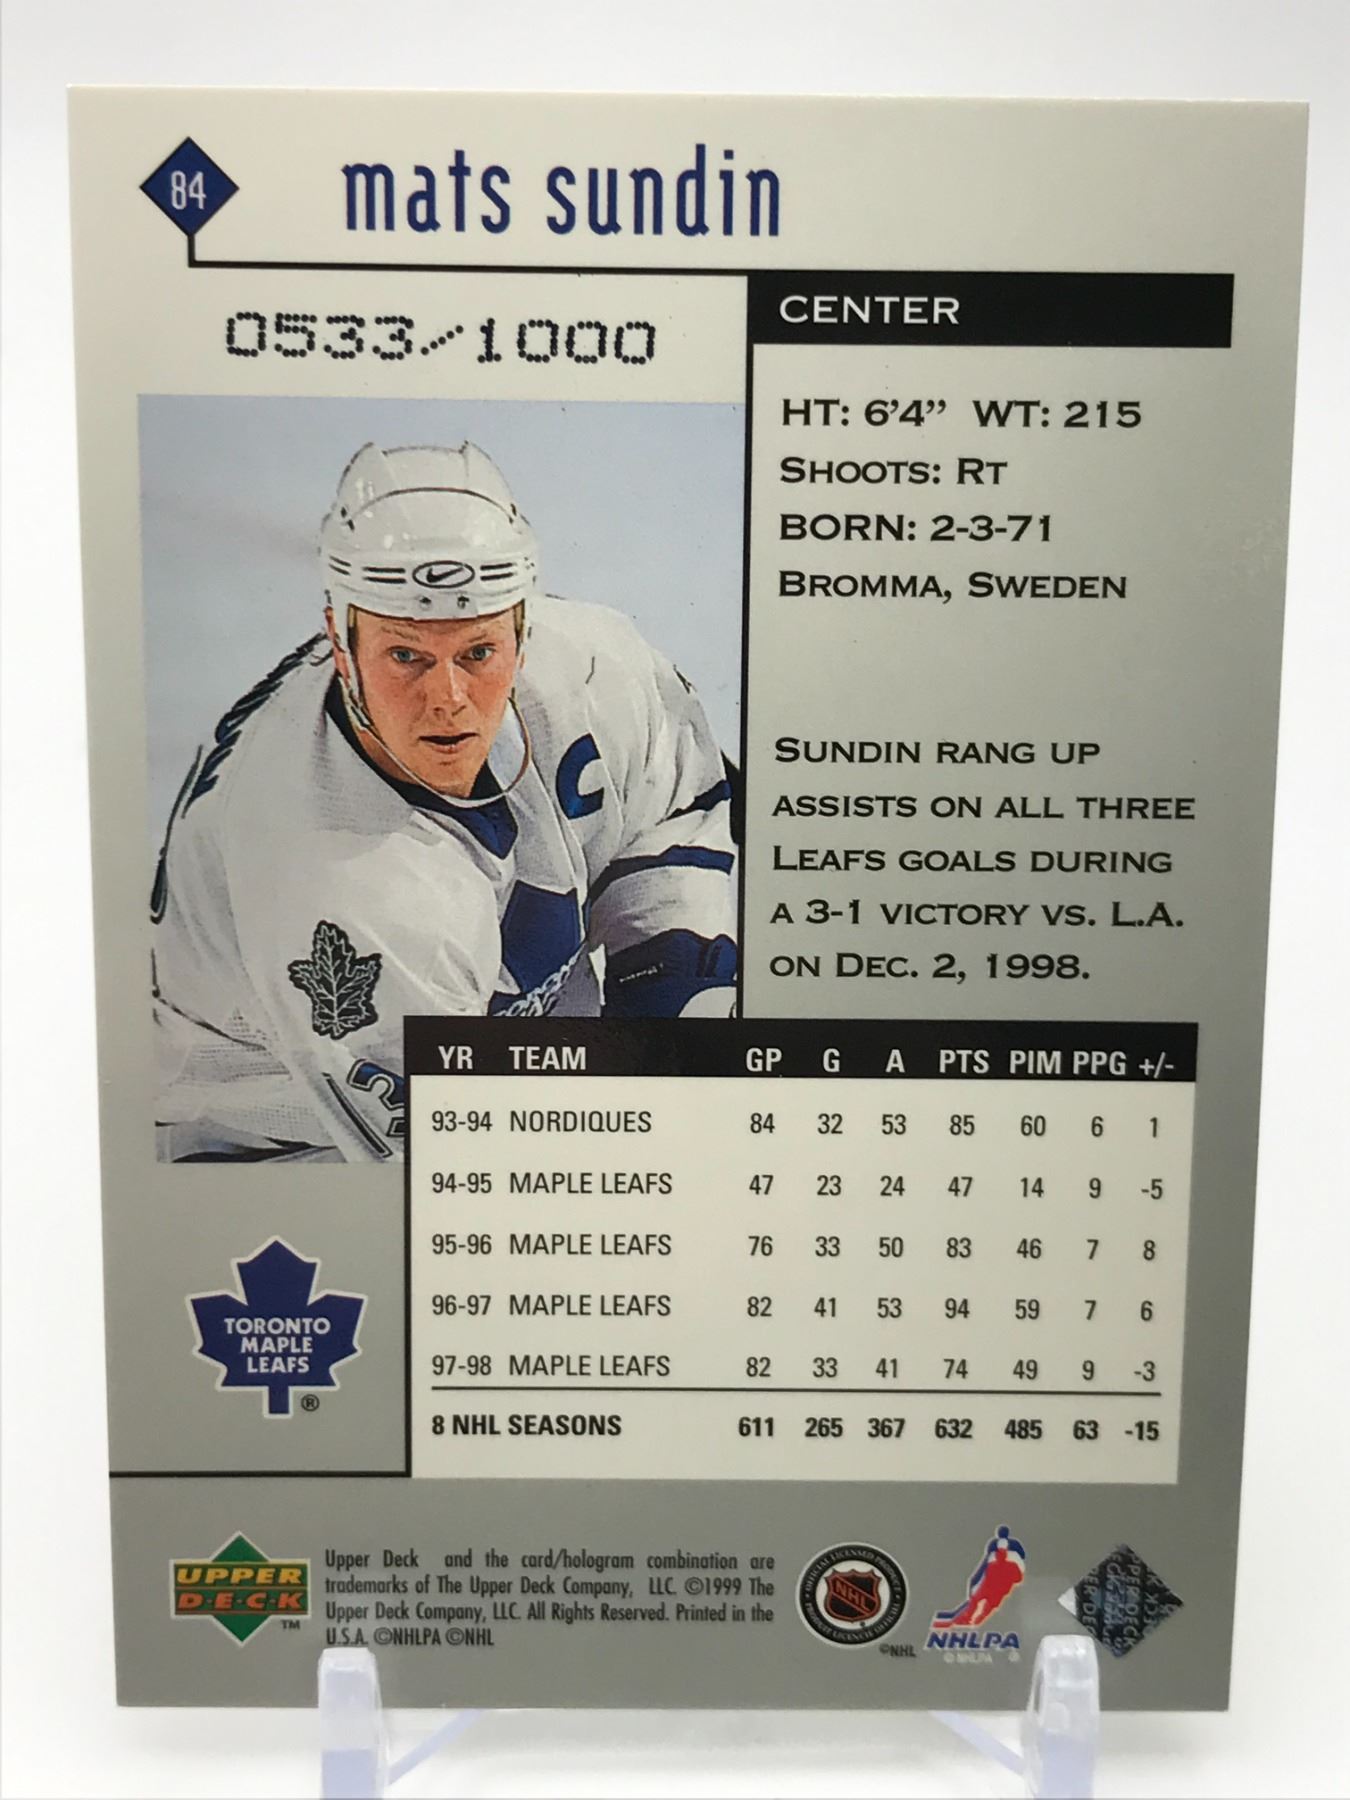 84
mats sundin
0533/1000
CENTER
HT: 6'4” WT: 215
SHOOTS: RT
BORN: 2-3-71
BROMMA, SWEDEN
SUNDIN RANG UP
ASSISTS ON ALL THREE
LEAFS GOALS DURING
A 3-1 VICTORY VS. L.A.
ON DEC. 2, 1998.
C
YR TEAM GP G A PTS PIM PPG +/-
93-94 NORDIQUES 84 32 53 85 60 6 1
94-95 MAPLE LEAFS 47 23 24 47 14 9 -5
95-96 MAPLE LEAFS 76 33 50 83 46 7 8
96-97 MAPLE LEAFS 82 41 53 94 59 7 6
97-98 MAPLE LEAFS 82 33 41 74 49 9 -3
8 NHL SEASONS 611 265 367 632 485 63 -15
TORONTO
MAPLE
LEAFS
®
UPPER
D·E·C·K
TM
Upper Deck and the card/hologram combination are
trademarks of The Upper Deck Company, LLC. ©1999 The
Upper Deck Company, LLC. All Rights Reserved. Printed in the
U.S.A. ©NHLPA ©NHL
NHL
©NHL
NHLPA